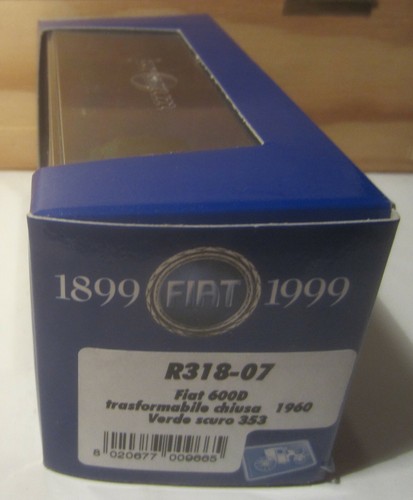 1899 FIAT 1999
R318-07
Fiat 600D
trasformabile chiusa 1960
Verde scuro 353
8 020677 009665